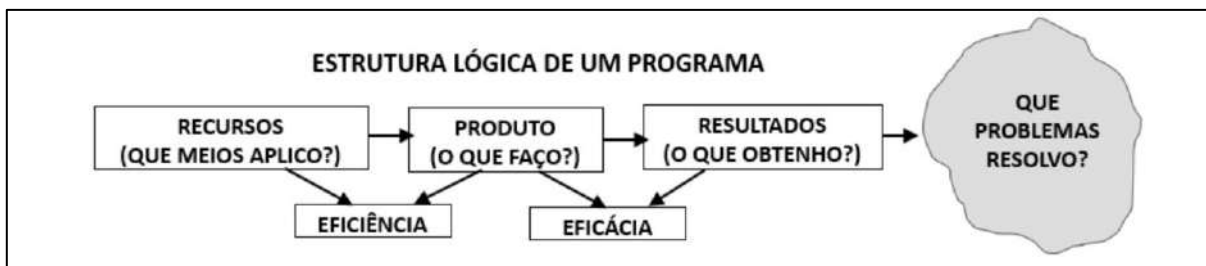 ESTRUTURA LÓGICA DE UM PROGRAMA
RECURSOS
(QUE MEIOS APLICO?)
PRODUTO
(O QUE FAÇO?)
RESULTADOS
(O QUE OBTENHO?)
QUE
PROBLEMAS
RESOLVO?
EFICIÊNCIA
EFICÁCIA